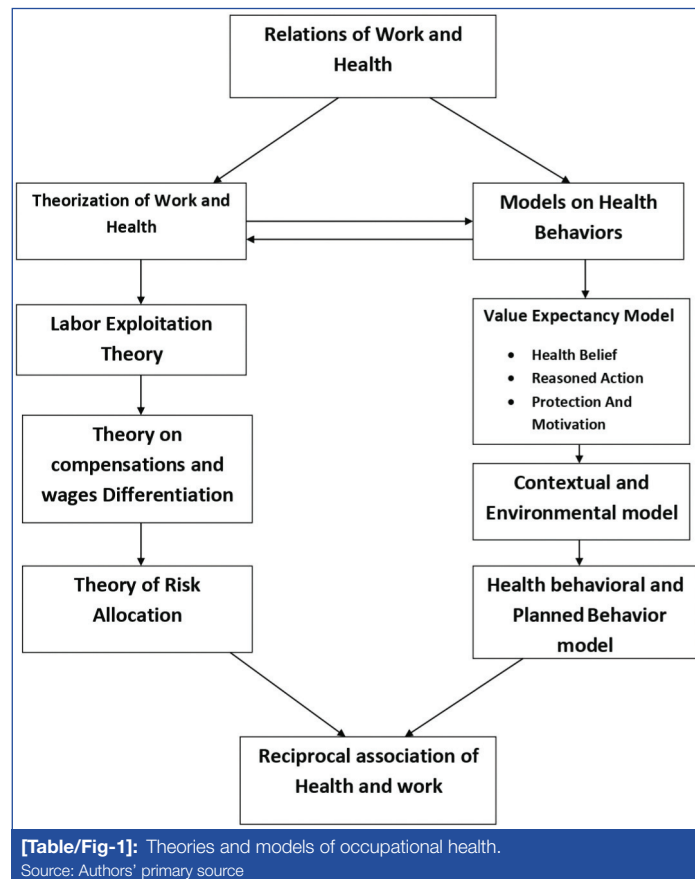 Relations of Work and
Health
Theorization of Work and
Health
Models on Health
Behaviors
Labor Exploitation
Theory
Value Expectancy Model
• Health Belief
• Reasoned Action
• Protection And
Motivation
Theory on
compensations and
wages Differentiation
Contextual and
Environmental model
Theory of Risk
Allocation
Health behavioral and
Planned Behavior
model
Reciprocal association of
Health and work
[Table/Fig-1]: Theories and models of occupational health.
Source: Authors' primary source